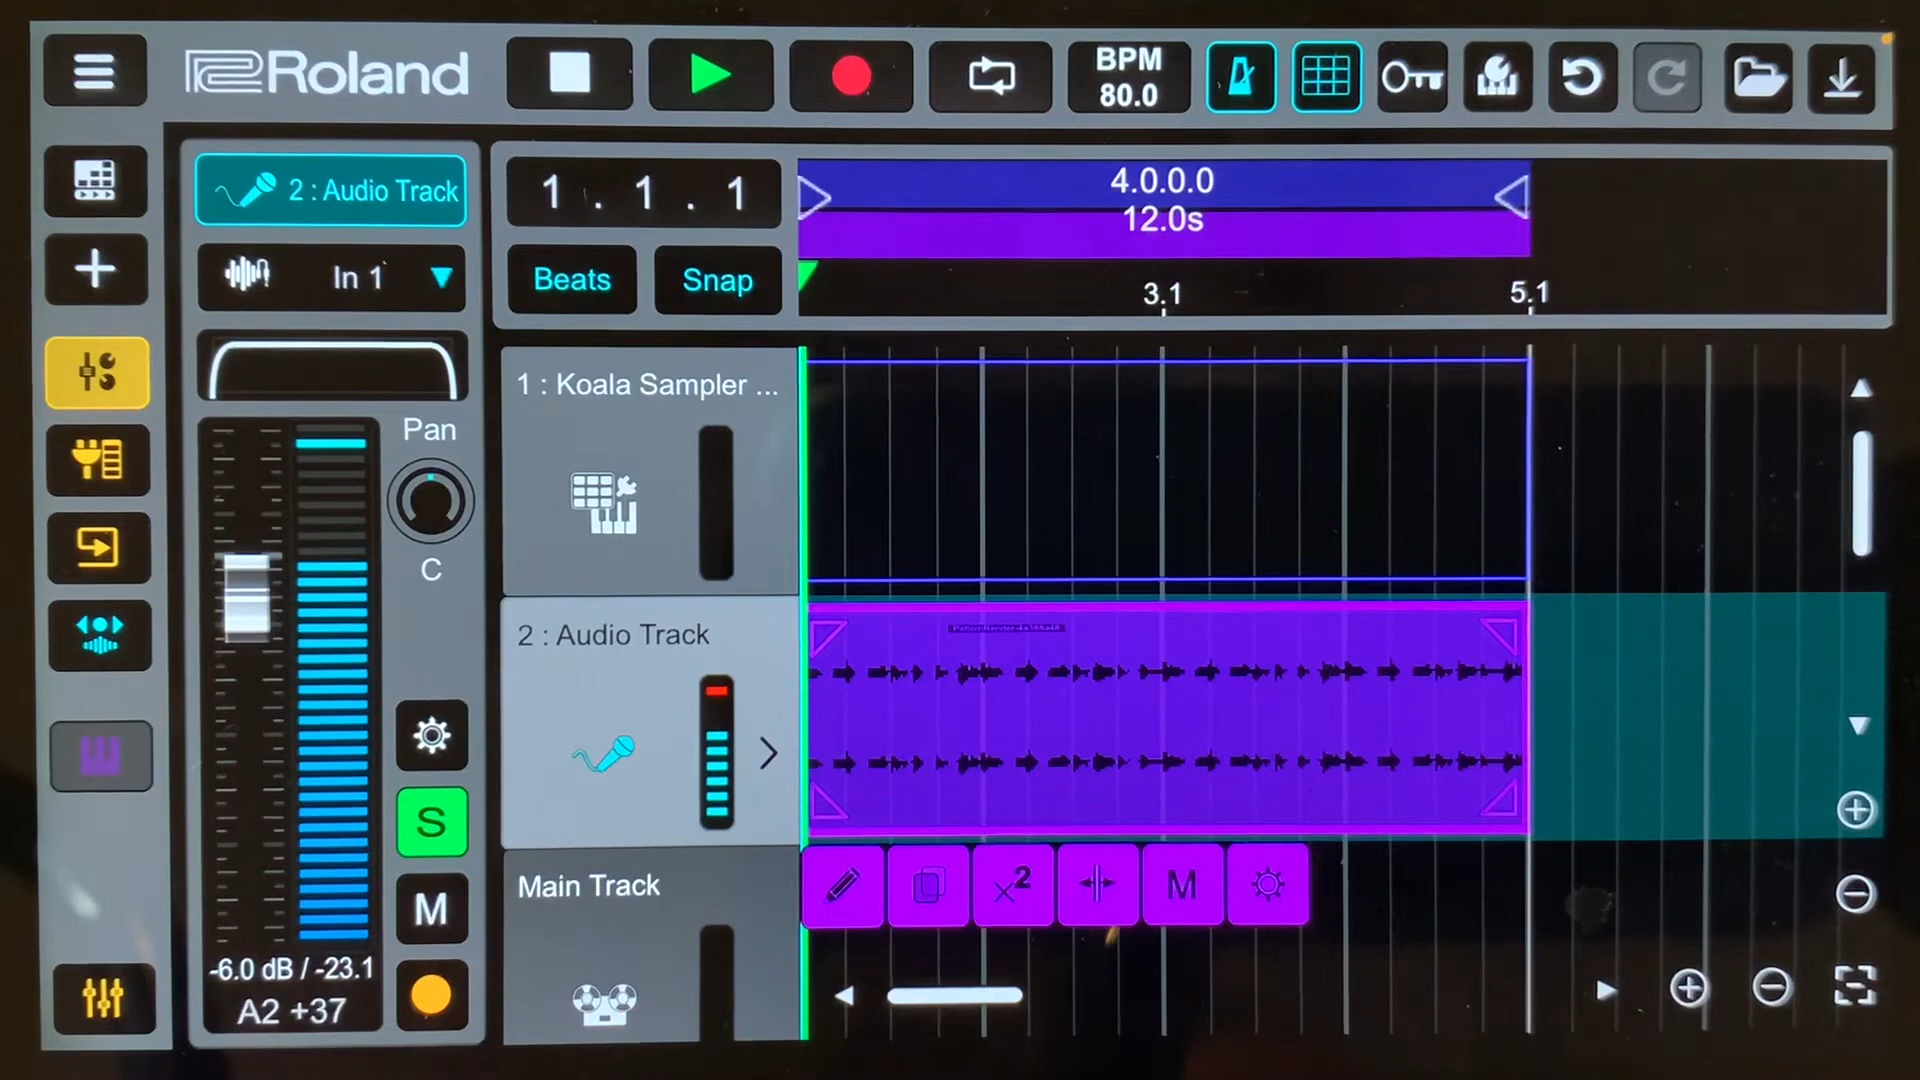 Roland
BPM
80.0
2 : Audio Track
In 1
1 . 1 . 1
Beats
Snap
4.0.0.0
12.0s
3.1
5.1
Pan
C
S
M
-6.0 dB / -23.1
A2 +37
1 : Koala Sampler ...
2 : Audio Track
Main Track
×2
M